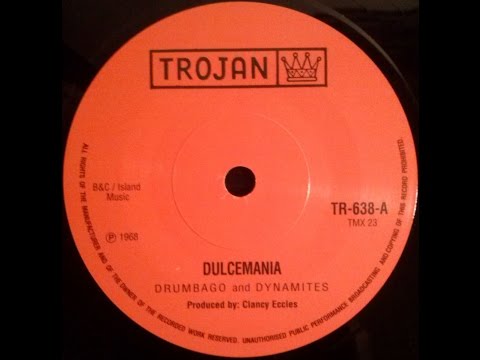 TROJAN
B&C / Island
Music
℗ 1968
TR-638-A
TMX 23
DULCEMANIA
DRUMBAGO and DYNAMITES
Produced by: Clancy Eccles
ALL RIGHTS OF THE MANUFACTURER AND OF THE OWNER OF THE RECORDED WORK RESERVED. UNAUTHORISED PUBLIC PERFORMANCE BROADCASTING AND COPYING OF THIS RECORD PROHIBITED.